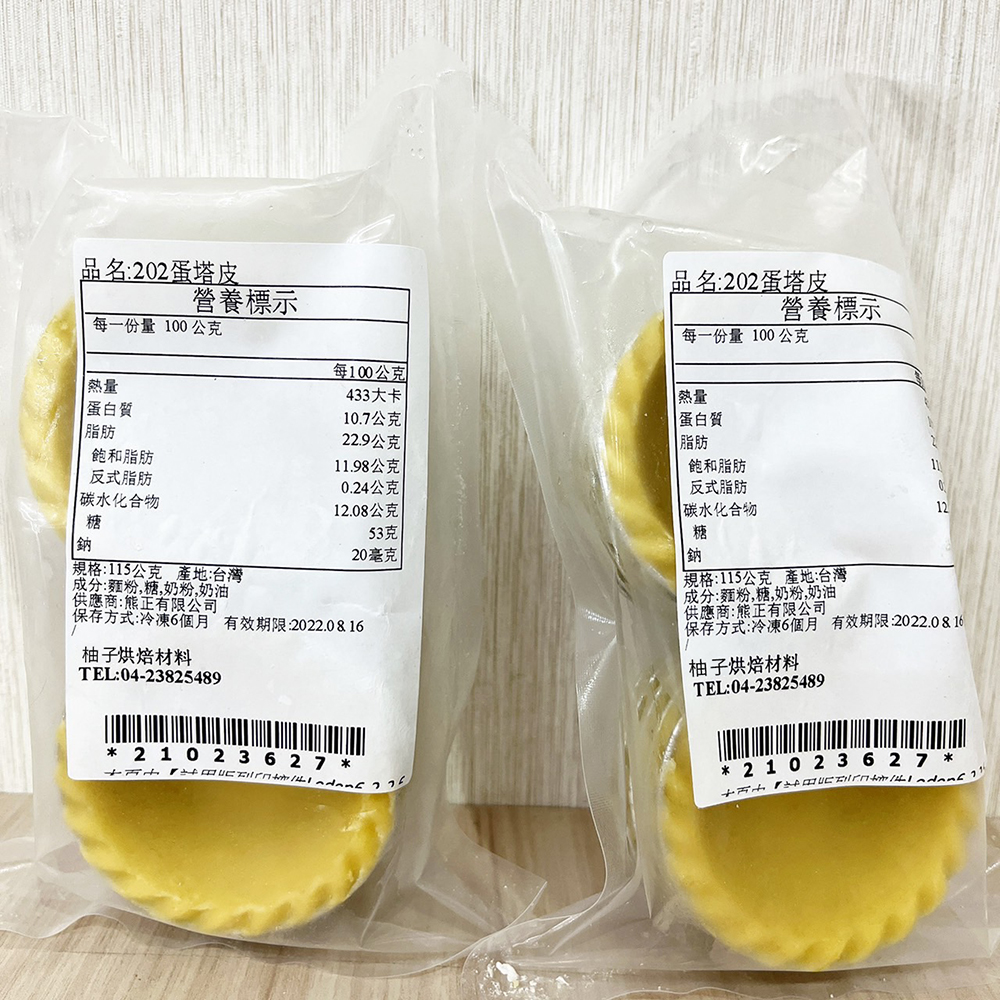 品名:202蛋塔皮
營養標示
每一份量 100公克
每100公克
熱量 433大卡
蛋白質 10.7公克
脂肪 22.9公克
飽和脂肪 11.98公克
反式脂肪 0.24公克
碳水化合物 12.08公克
糖 53克
鈉 20毫克
規格:115公克 產地:台灣
成分:麵粉,糖,奶粉,奶油
供應商:熊正有限公司
保存方式:冷凍6個月 有效期限:2022.08.16
/
柚子烘焙材料
TEL:04-23825489
*21023627*
品名:202蛋塔皮
營養標示
每一份量 100公克
熱量
蛋白質
脂肪
飽和脂肪
反式脂肪
碳水化合物 12
糖
鈉
規格:115公克 產地:台灣
成分:麵粉,糖,奶粉,奶油
供應商:熊正有限公司
保存方式:冷凍6個月 有效期限:2022.08.16
/
柚子烘焙材料
TEL:04-23825489
*21023627*